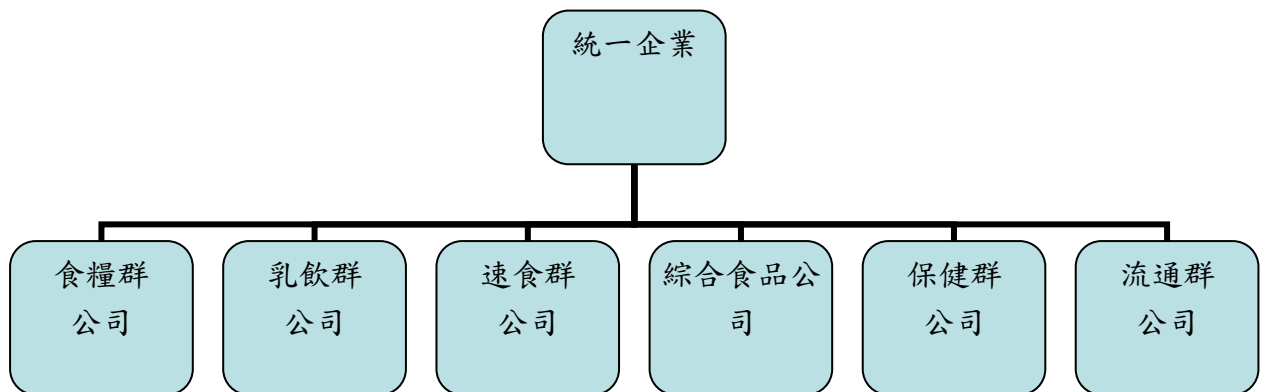 統一企業
食糧群
公司
乳飲群
公司
速食群
公司
綜合食品公
司
保健群
公司
流通群
公司